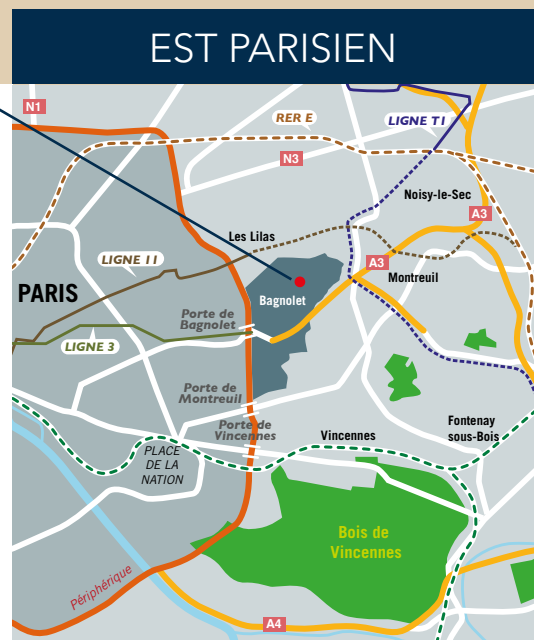 EST PARISIEN
N1
RER E
LIGNE T1
N3
Noisy-le-Sec
A3
Les Lilas
LIGNE 11
A3
Montreuil
PARIS
Bagnolet
Porte de
Bagnolet
LIGNE 3
Porte de
Montreuil
Porte de
Vincennes
Vincennes
Fontenay
sous-Bois
PLACE
DE LA
NATION
Bois de
Vincennes
Périphérique
A4